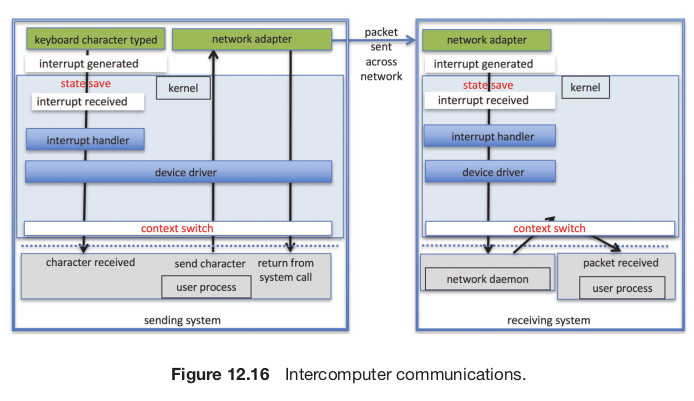 keyboard character typed
network adapter
packet
sent
across
network
network adapter
interrupt generated
interrupt generated
state save
kernel
state save
kernel
interrupt received
interrupt received
interrupt handler
interrupt handler
device driver
device driver
context switch
context switch
character received
send character
return from
system call
user process
network daemon
packet received
user process
sending system
receiving system
Figure 12.16 Intercomputer communications.